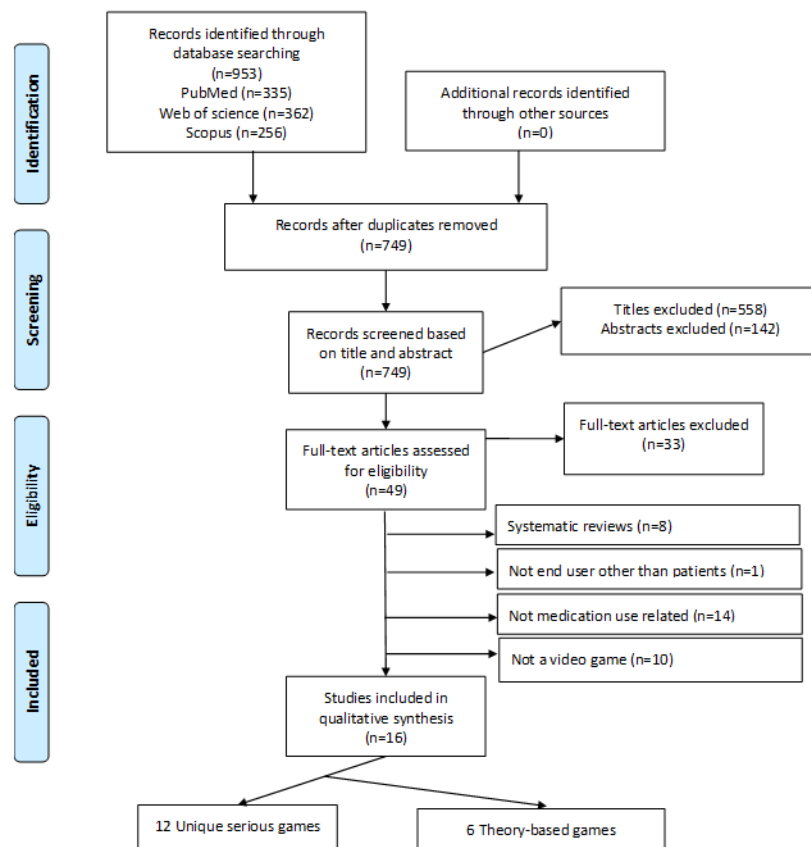 Records identified through
database searching
(n=953)
PubMed (n=335)
Web of science (n=362)
Scopus (n=256)
Additional records identified
through other sources
(n=0)
Identification
Records after duplicates removed
(n=749)
Screening
Records screened based
on title and abstract
(n=749)
Titles excluded (n=558)
Abstracts excluded (n=142)
Eligibility
Full-text articles assessed
for eligibility
(n=49)
Full-text articles excluded
(n=33)
Systematic reviews (n=8)
Not end user other than patients (n=1)
Not medication use related (n=14)
Not a video game (n=10)
Included
Studies included in
qualitative synthesis
(n=16)
12 Unique serious games
6 Theory-based games